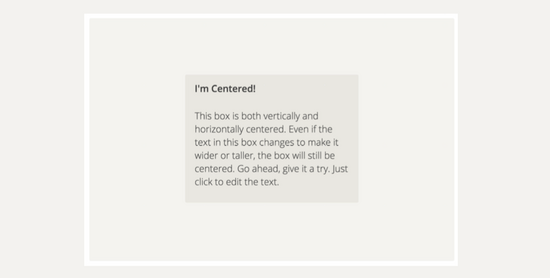 I'm Centered!
This box is both vertically and
horizontally centered. Even if the
text in this box changes to make it
wider or taller, the box will still be
centered. Go ahead, give it a try. Just
click to edit the text.